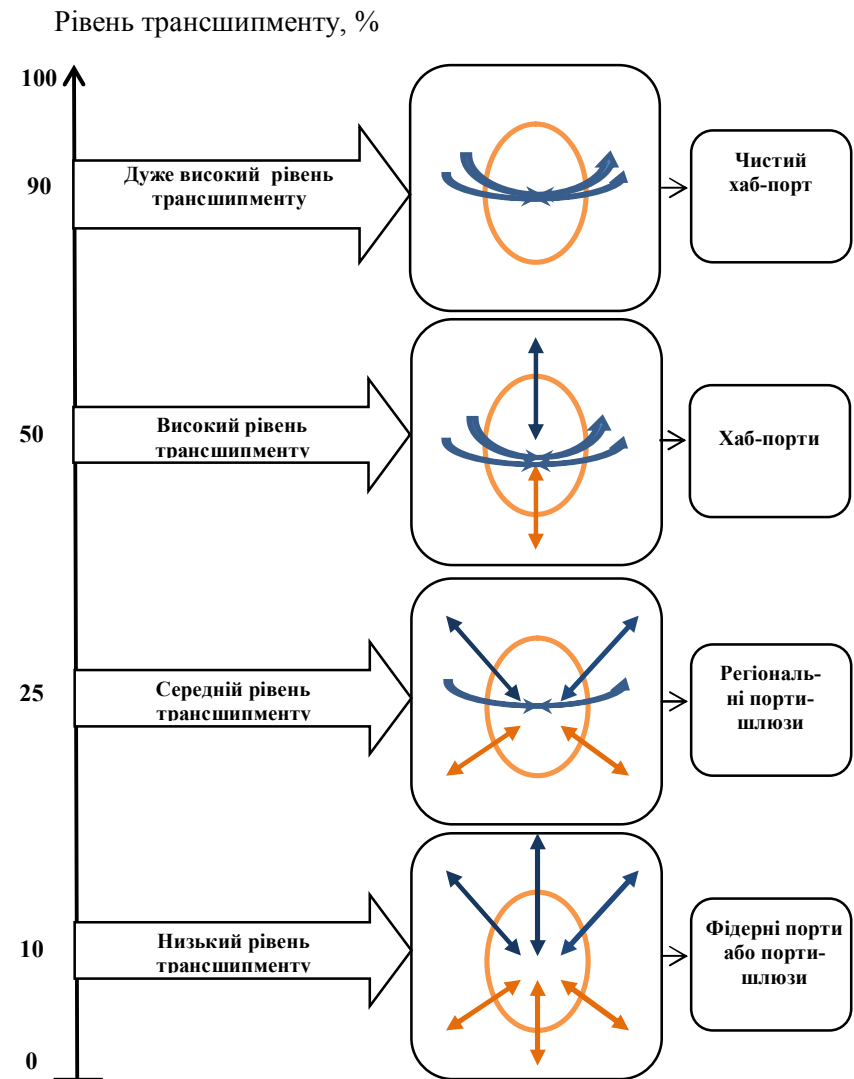 Рівень трансшипменту, %
100
90
Дуже високий рівень
трансшипменту
Чистий
хаб-порт
50
Високий рівень
трансшипменту
Хаб-порти
25
Середній рівень
трансшипменту
Регіональ-
ні порти-
шлюзи
10
Низький рівень
трансшипменту
Фідерні порти
або порти-
шлюзи
0